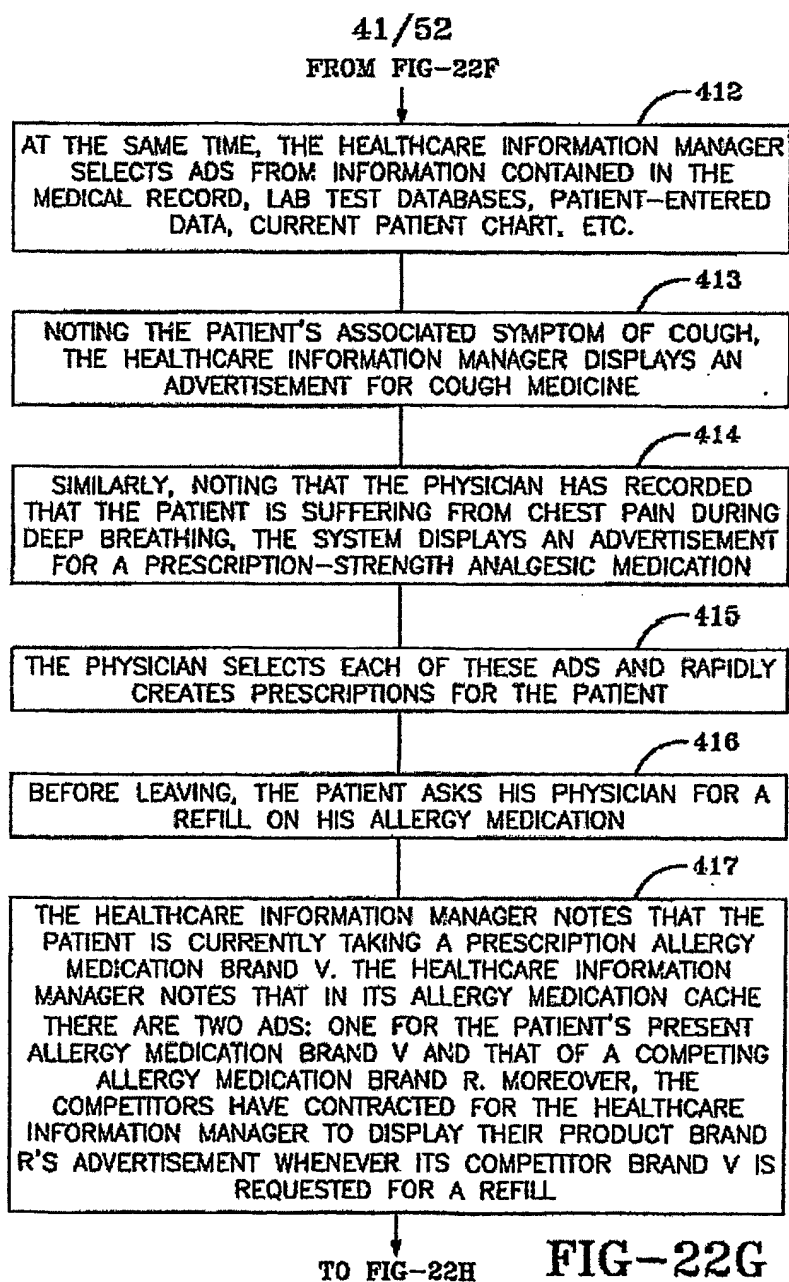 41/52
FROM FIG-22F
412
AT THE SAME TIME, THE HEALTHCARE INFORMATION MANAGER
SELECTS ADS FROM INFORMATION CONTAINED IN THE
MEDICAL RECORD, LAB TEST DATABASES, PATIENT-ENTERED
DATA, CURRENT PATIENT CHART, ETC.
413
NOTING THE PATIENT'S ASSOCIATED SYMPTOM OF COUGH,
THE HEALTHCARE INFORMATION MANAGER DISPLAYS AN
ADVERTISEMENT FOR COUGH MEDICINE
414
SIMILARLY, NOTING THAT THE PHYSICIAN HAS RECORDED
THAT THE PATIENT IS SUFFERING FROM CHEST PAIN DURING
DEEP BREATHING, THE SYSTEM DISPLAYS AN ADVERTISEMENT
FOR A PRESCRIPTION-STRENGTH ANALGESIC MEDICATION
415
THE PHYSICIAN SELECTS EACH OF THESE ADS AND RAPIDLY
CREATES PRESCRIPTIONS FOR THE PATIENT
416
BEFORE LEAVING, THE PATIENT ASKS HIS PHYSICIAN FOR A
REFILL ON HIS ALLERGY MEDICATION
417
THE HEALTHCARE INFORMATION MANAGER NOTES THAT THE
PATIENT IS CURRENTLY TAKING A PRESCRIPTION ALLERGY
MEDICATION BRAND V. THE HEALTHCARE INFORMATION
MANAGER NOTES THAT IN ITS ALLERGY MEDICATION CACHE
THERE ARE TWO ADS: ONE FOR THE PATIENT'S PRESENT
ALLERGY MEDICATION BRAND V AND THAT OF A COMPETING
ALLERGY MEDICATION BRAND R. MOREOVER, THE
COMPETITORS HAVE CONTRACTED FOR THE HEALTHCARE
INFORMATION MANAGER TO DISPLAY THEIR PRODUCT BRAND
R'S ADVERTISEMENT WHENEVER ITS COMPETITOR BRAND V IS
REQUESTED FOR A REFILL
TO FIG-22H
FIG-22G